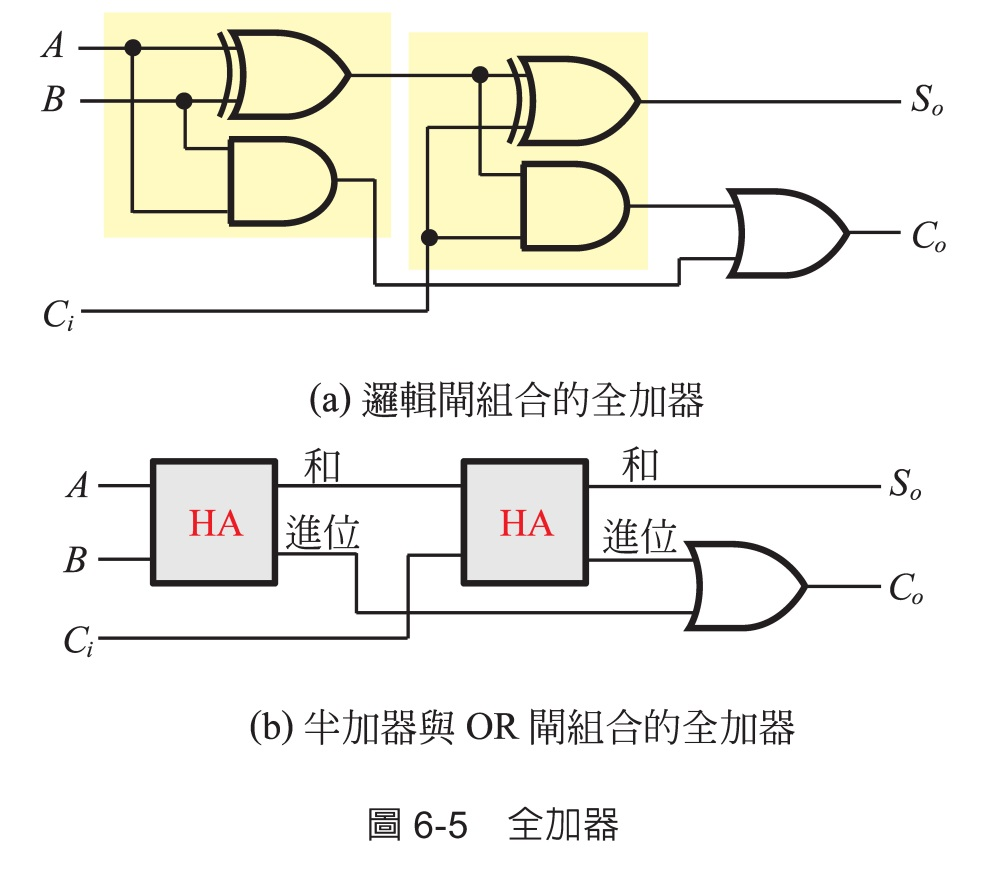 A
B
Sₒ
Cₒ
Cᵢ
(a) 邏輯閘組合的全加器
和
和
A
Sₒ
HA
HA
進位
進位
B
Cₒ
Cᵢ
(b) 半加器與 OR 閘組合的全加器
圖 6-5 全加器